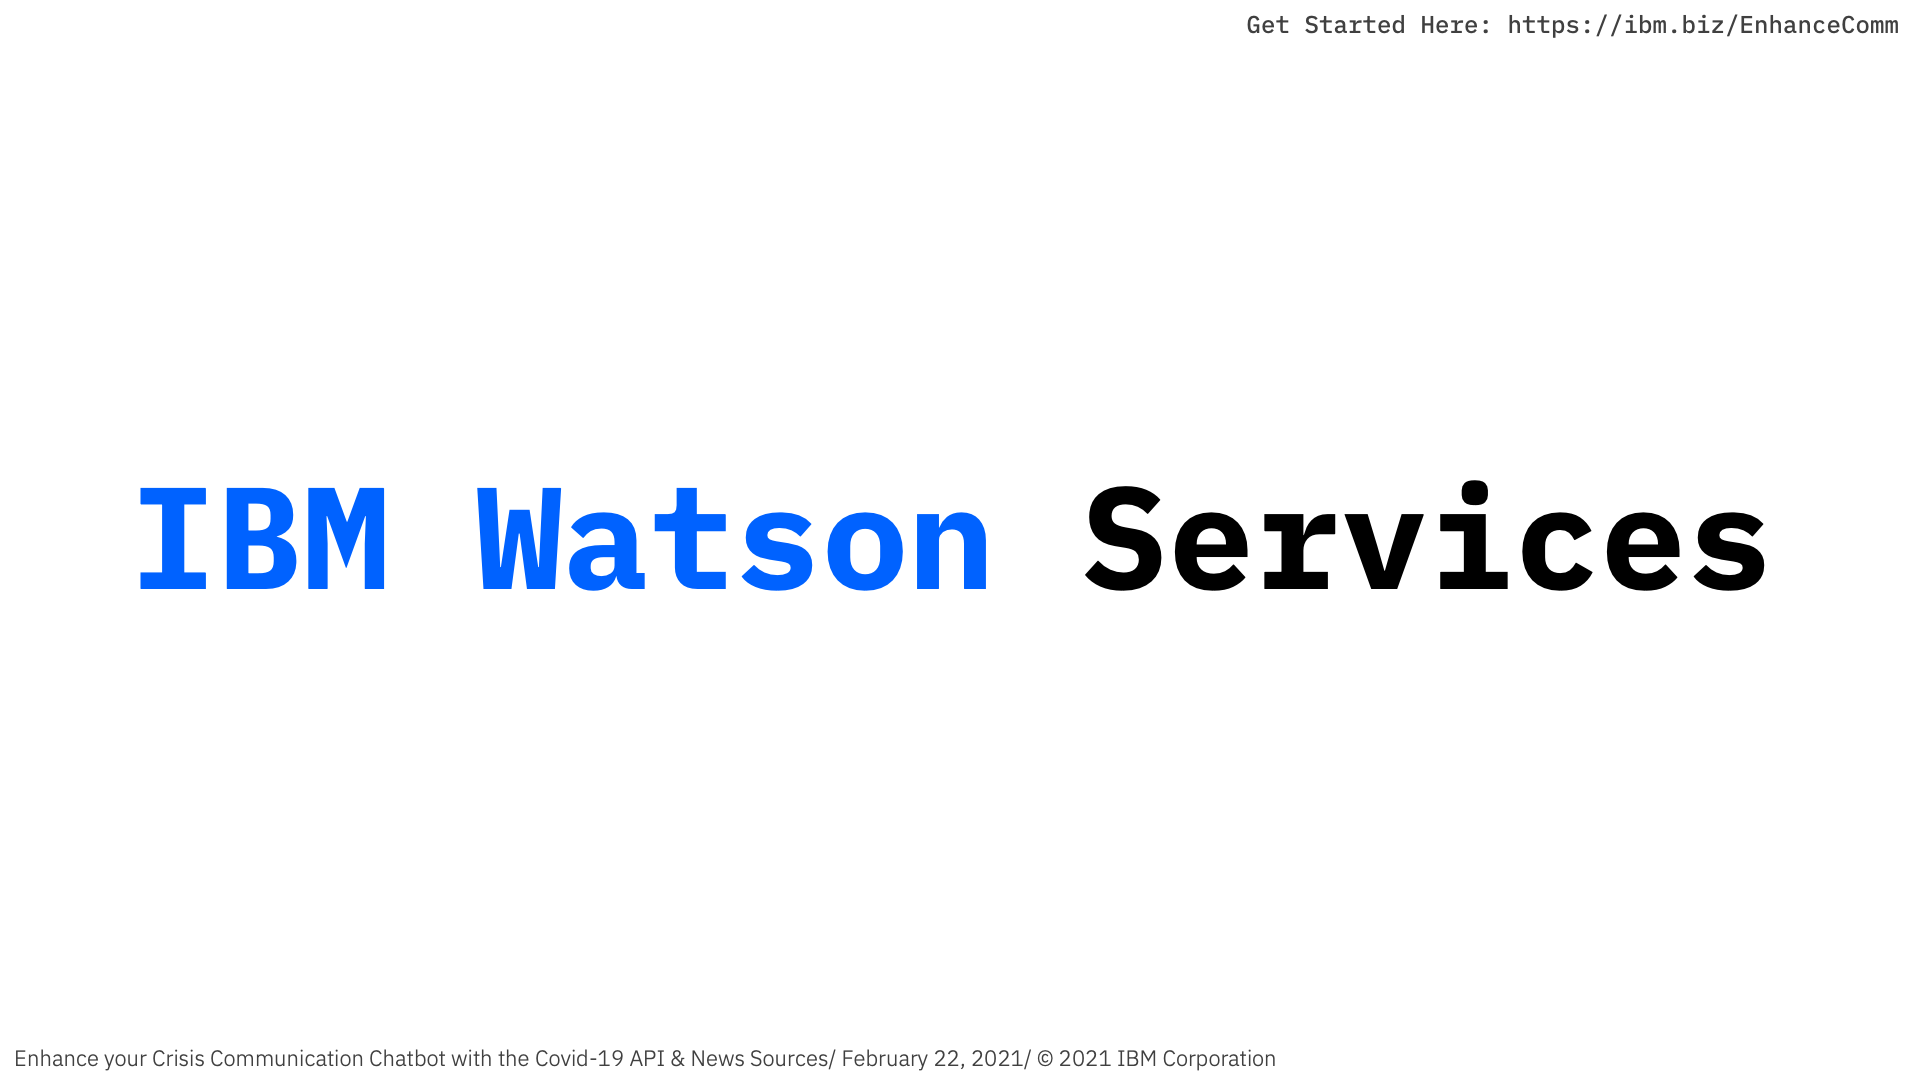 Get Started Here: https://ibm.biz/EnhanceComm
IBM Watson Services
Enhance your Crisis Communication Chatbot with the Covid-19 API & News Sources/ February 22, 2021/ © 2021 IBM Corporation